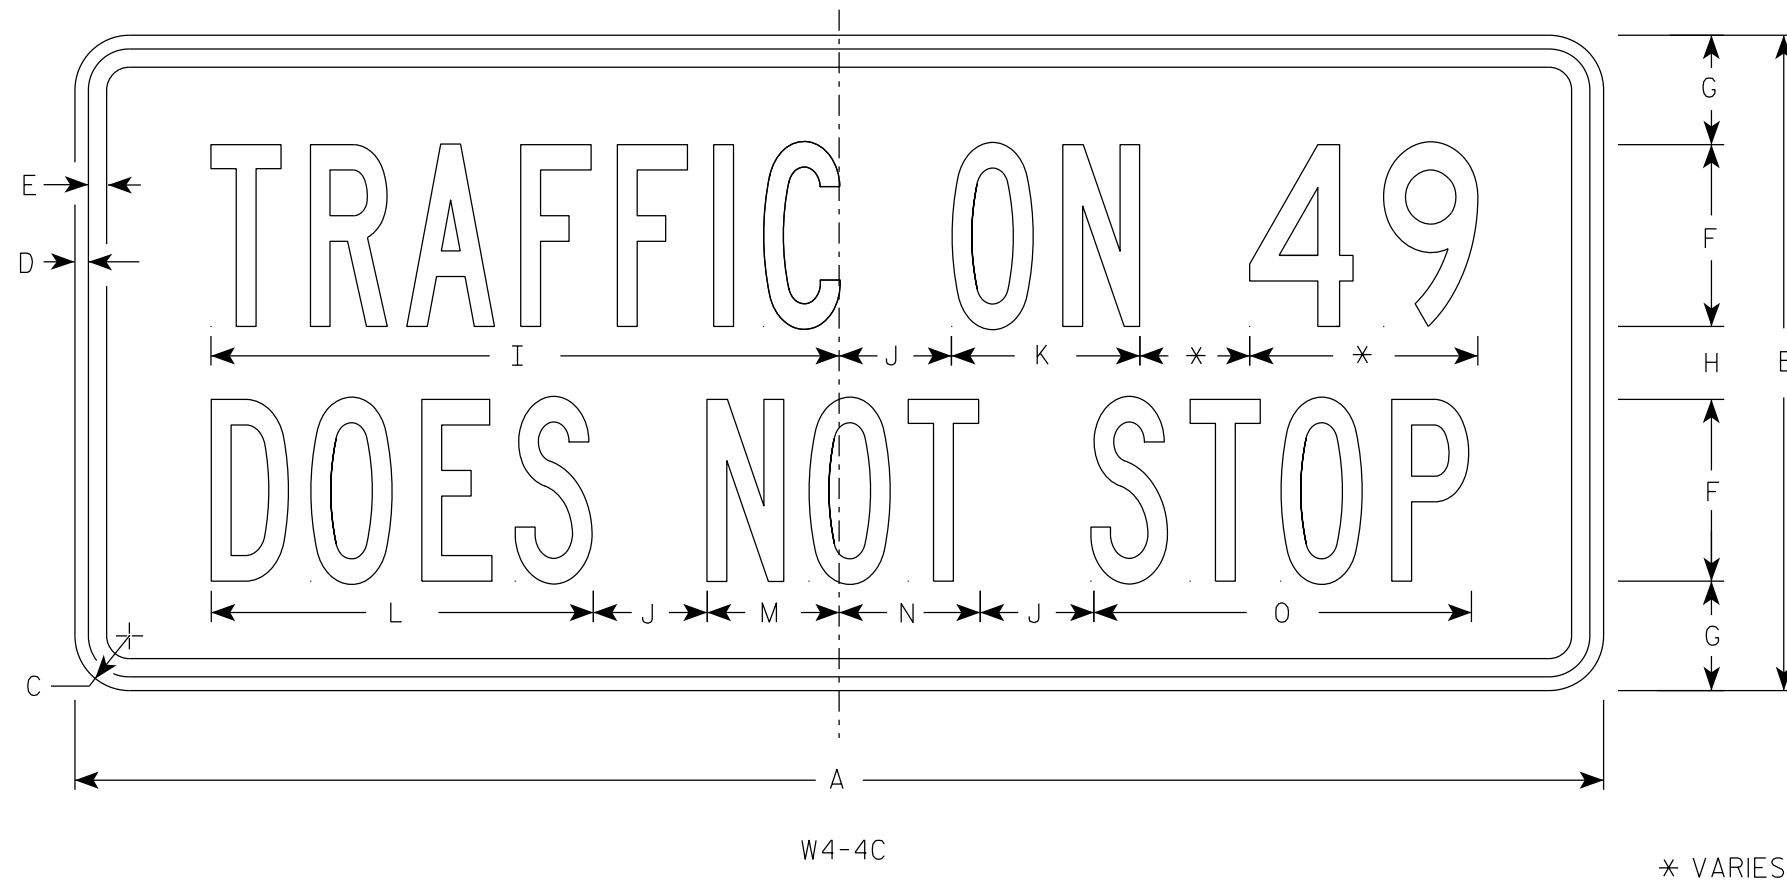 G
TRAFFIC ON 49
E
F
D
I J K * *
H
B
DOES NOT STOP
F
L J M N J O
G
C
A
W4-4C
* VARIES